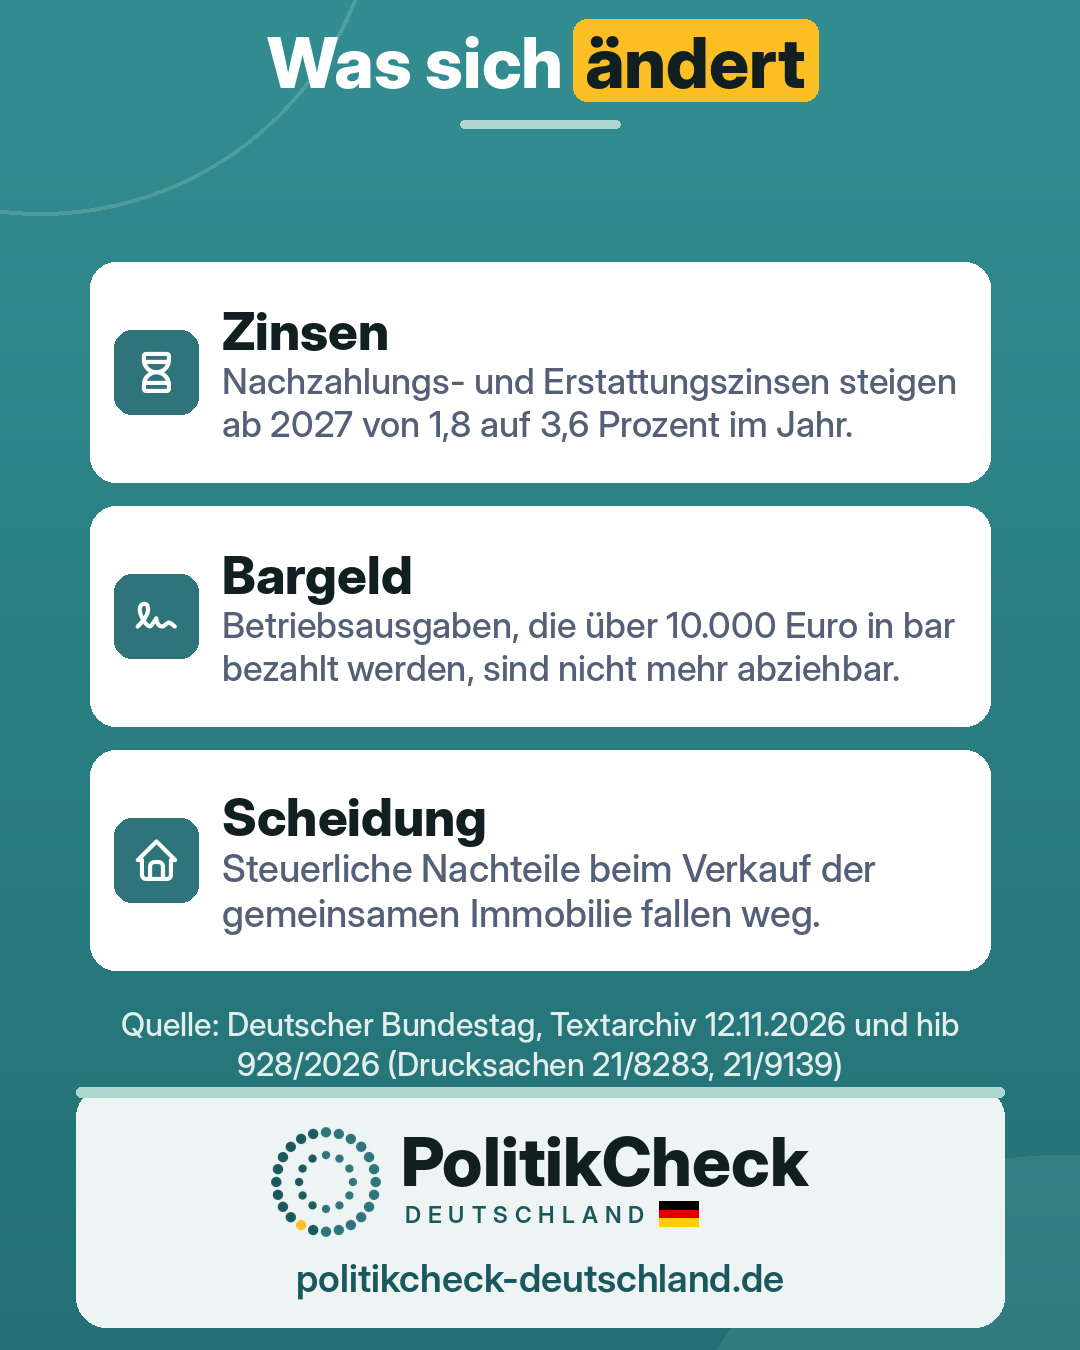 Was sich ändert
Zinsen
Nachzahlungs- und Erstattungszinsen steigen
ab 2027 von 1,8 auf 3,6 Prozent im Jahr.
Bargeld
Betriebsausgaben, die über 10.000 Euro in bar
bezahlt werden, sind nicht mehr abziehbar.
Scheidung
Steuerliche Nachteile beim Verkauf der
gemeinsamen Immobilie fallen weg.
Quelle: Deutscher Bundestag, Textarchiv 12.11.2026 und hib
928/2026 (Drucksachen 21/8283, 21/9139)
PolitikCheck
DEUTSCHLAND
politikcheck-deutschland.de